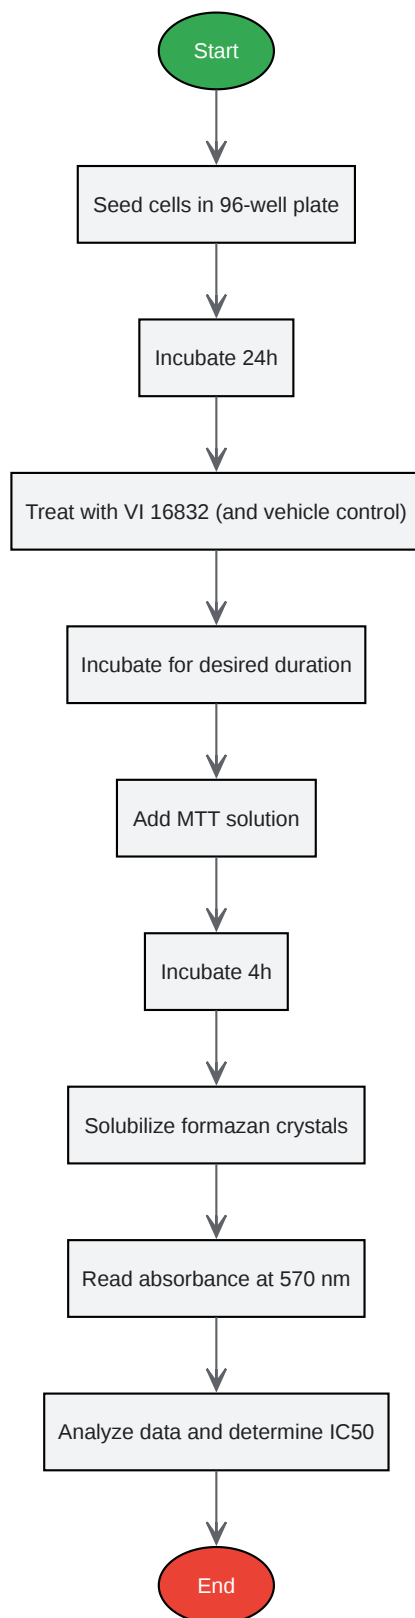 Start
Seed cells in 96-well plate
Incubate 24h
Treat with VI 16832 (and vehicle control)
Incubate for desired duration
Add MTT solution
Incubate 4h
Solubilize formazan crystals
Read absorbance at 570 nm
Analyze data and determine IC50
End